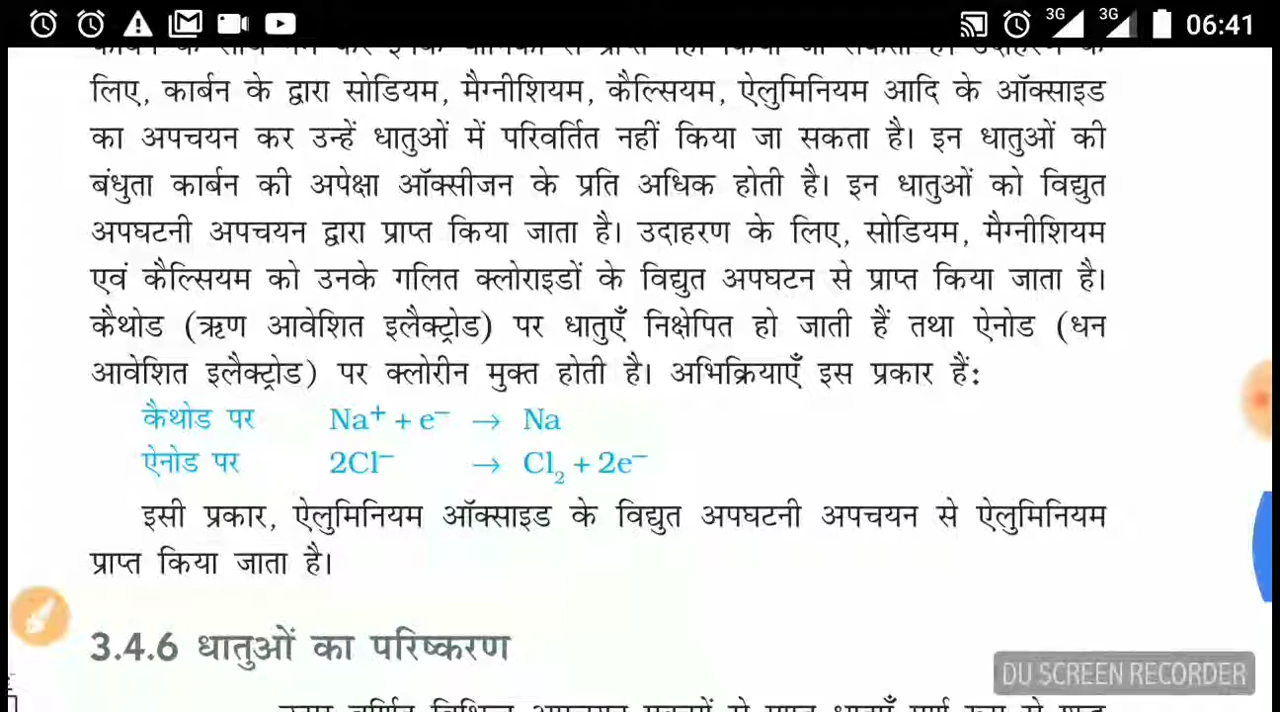 3G 3G 06:41
लिए, कार्बन के द्वारा सोडियम, मैग्नीशियम, कैल्सियम, ऐलुमिनियम आदि के ऑक्साइड
का अपचयन कर उन्हें धातुओं में परिवर्तित नहीं किया जा सकता है। इन धातुओं की
बंधुता कार्बन की अपेक्षा ऑक्सीजन के प्रति अधिक होती है। इन धातुओं को विद्युत
अपघटनी अपचयन द्वारा प्राप्त किया जाता है। उदाहरण के लिए, सोडियम, मैग्नीशियम
एवं कैल्सियम को उनके गलित क्लोराइडों के विद्युत अपघटन से प्राप्त किया जाता है।
कैथोड (ऋण आवेशित इलैक्ट्रोड) पर धातुएँ निक्षेपित हो जाती हैं तथा ऐनोड (धन
आवेशित इलैक्ट्रोड) पर क्लोरीन मुक्त होती है। अभिक्रियाएँ इस प्रकार हैं:
कैथोड पर Na⁺ + e⁻ → Na
ऐनोड पर 2Cl⁻ → Cl₂ + 2e⁻
इसी प्रकार, ऐलुमिनियम ऑक्साइड के विद्युत अपघटनी अपचयन से ऐलुमिनियम
प्राप्त किया जाता है।
3.4.6 धातुओं का परिष्करण
DU SCREEN RECORDER